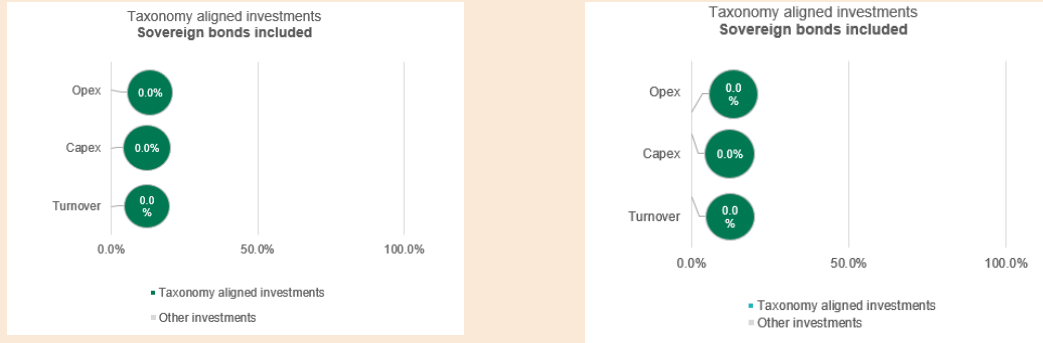 Taxonomy aligned investments
Sovereign bonds included
Opex
0.0%
Capex
0.0%
Turnover
0.0
%
0.0%
50.0%
100.0%
Taxonomy aligned investments
Other investments
Taxonomy aligned investments
Sovereign bonds included
Opex
0.0
%
Capex
0.0%
Turnover
0.0
%
0.0%
50.0%
100.0%
Taxonomy aligned investments
Other investments